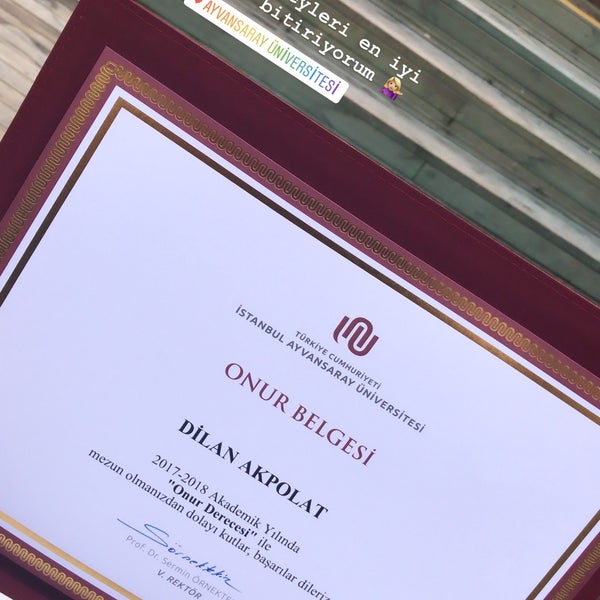 yleri en iyi
bitiriyorum
AYVANSARAY ÜNİVERSİTESİ
TÜRKİYE CUMHURİYETİ
İSTANBUL AYVANSARAY ÜNİVERSİTESİ
ONUR BELGESİ
DİLAN AKPOLAT
2017-2018 Akademik Yılında
"Onur Derecesi" ile
mezun olmanızdan dolayı kutlar, başarılar dileriz
Prof. Dr. Sermin ÖRNEKTE
V. REKTÖR